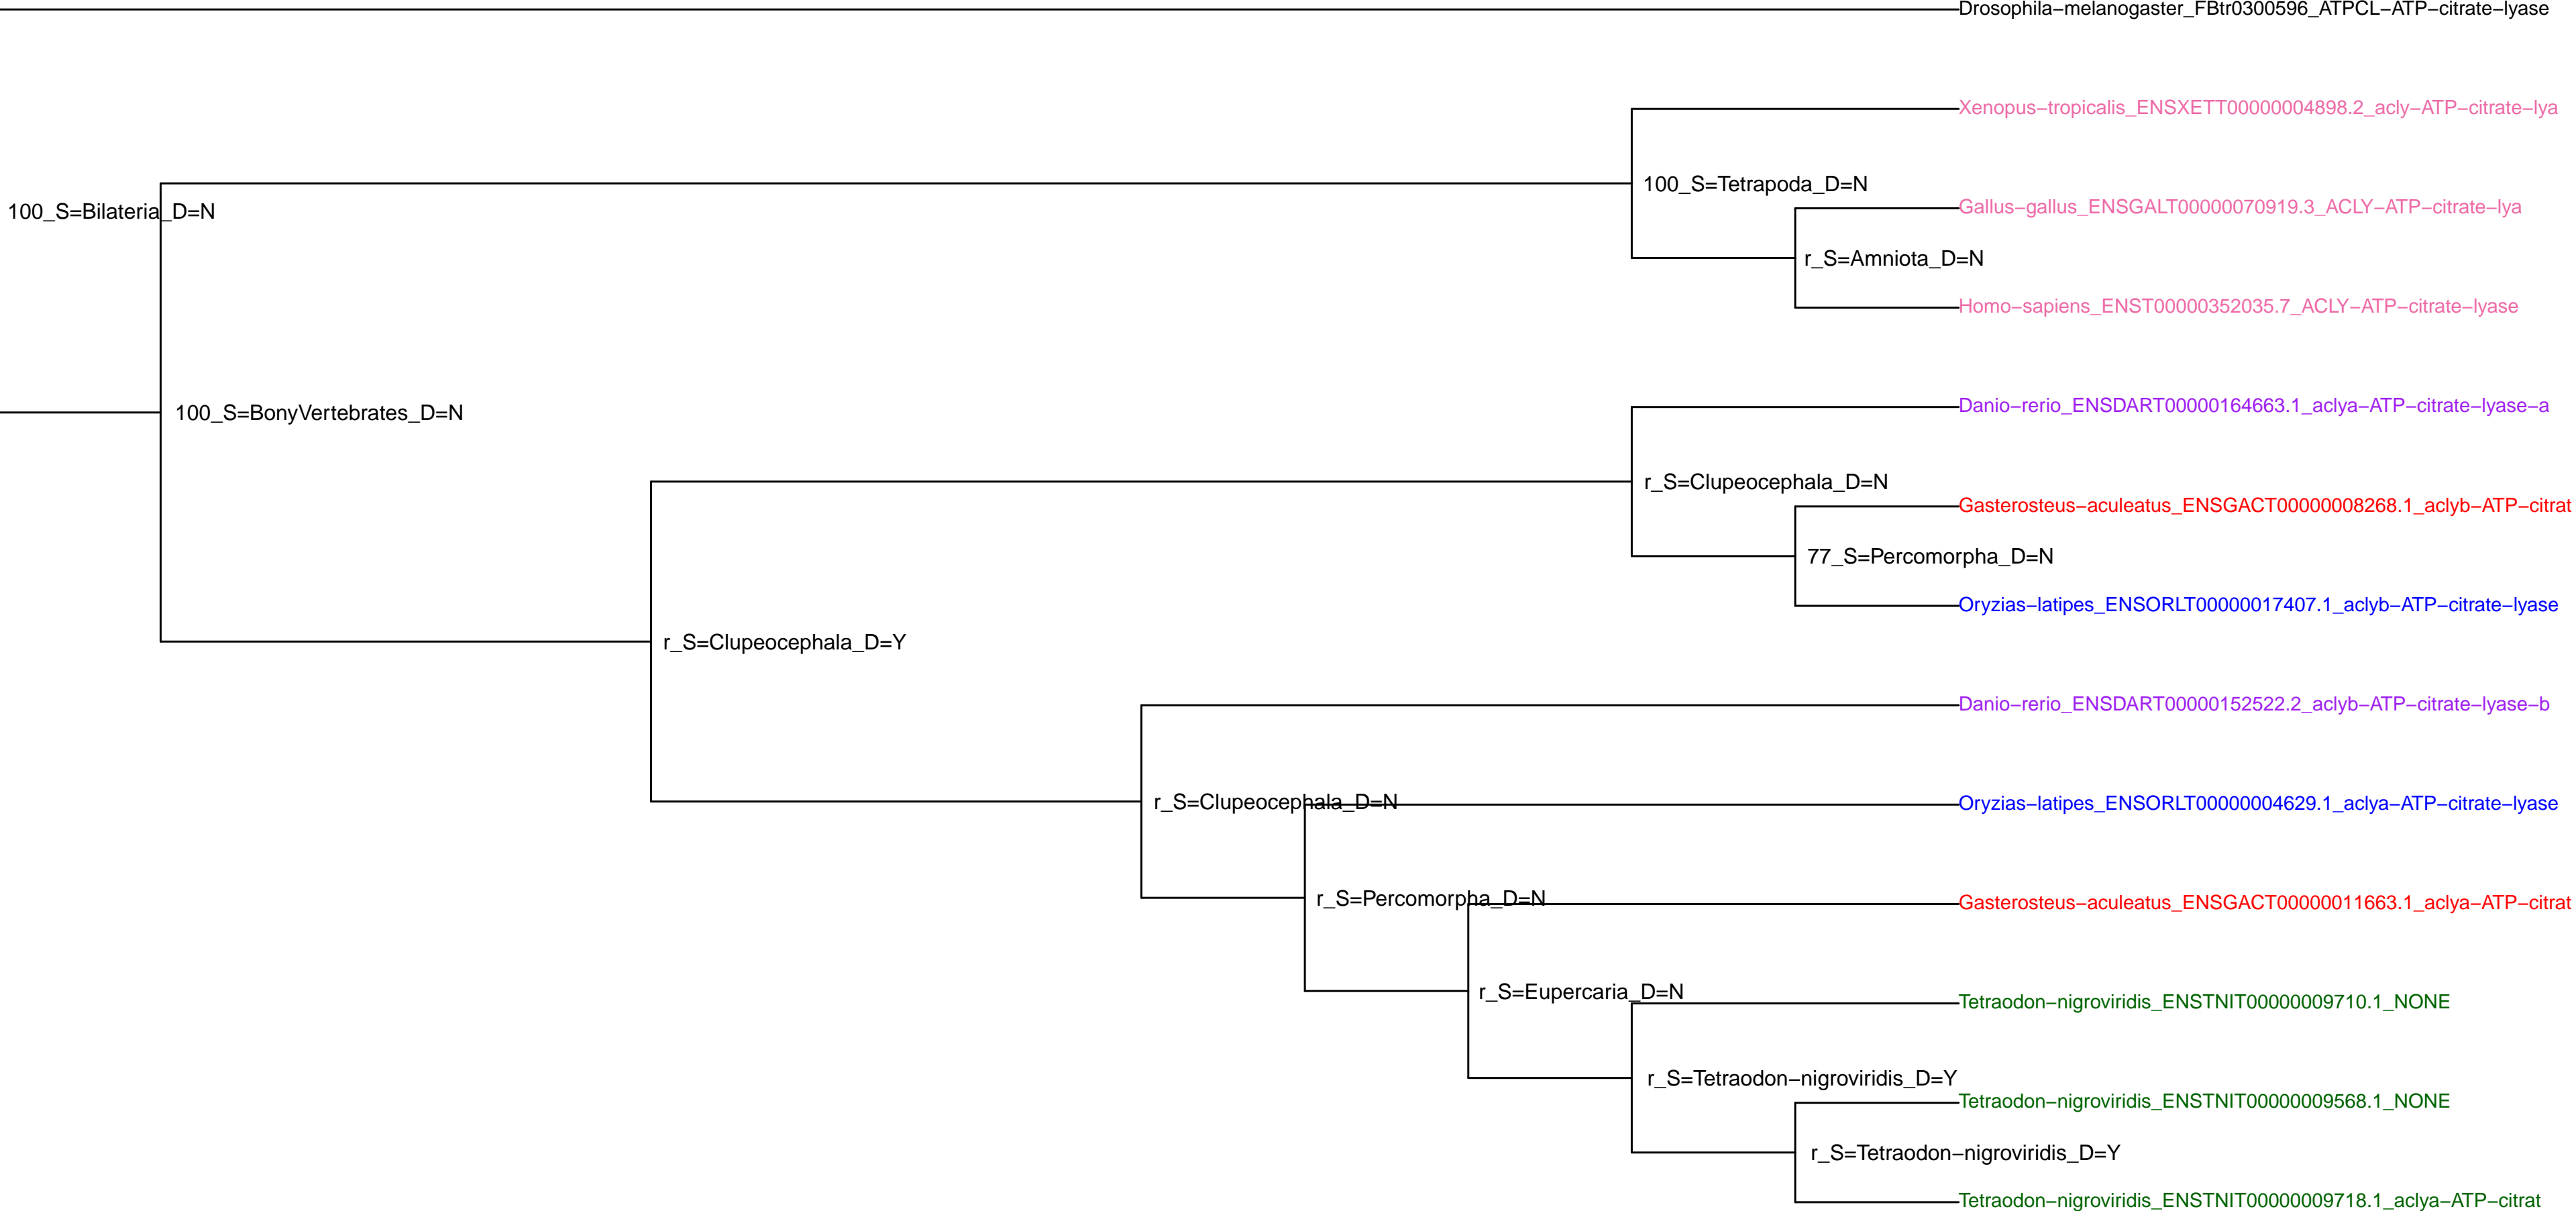 Drosophila−melanogaster_FBtr0300596_ATPCL−ATP−citrate−lyase
Xenopus−tropicalis_ENSXETT00000004898.2_acly−ATP−citrate−lya
100_S=Tetrapoda_D=N
Gallus−gallus_ENSGALT00000070919.3_ACLY−ATP−citrate−lya
100_S=Bilateria_D=N
r_S=Amniota_D=N
Homo−sapiens_ENST00000352035.7_ACLY−ATP−citrate−lyase
Danio−rerio_ENSDART00000164663.1_aclya−ATP−citrate−lyase−a
100_S=BonyVertebrates_D=N
r_S=Clupeocephala_D=N
Gasterosteus−aculeatus_ENSGACT00000008268.1_aclyb−ATP−citrat
77_S=Percomorpha_D=N
Oryzias−latipes_ENSORLT00000017407.1_aclyb−ATP−citrate−lyase
r_S=Clupeocephala_D=Y
Danio−rerio_ENSDART00000152522.2_aclyb−ATP−citrate−lyase−b
r_S=Clupeocephala_D=N
Oryzias−latipes_ENSORLT00000004629.1_aclya−ATP−citrate−lyase
r_S=Percomorpha_D=N
Gasterosteus−aculeatus_ENSGACT00000011663.1_aclya−ATP−citrat
r_S=Eupercaria_D=N
Tetraodon−nigroviridis_ENSTNIT00000009710.1_NONE
r_S=Tetraodon−nigroviridis_D=Y
Tetraodon−nigroviridis_ENSTNIT00000009568.1_NONE
r_S=Tetraodon−nigroviridis_D=Y
Tetraodon−nigroviridis_ENSTNIT00000009718.1_aclya−ATP−citrat